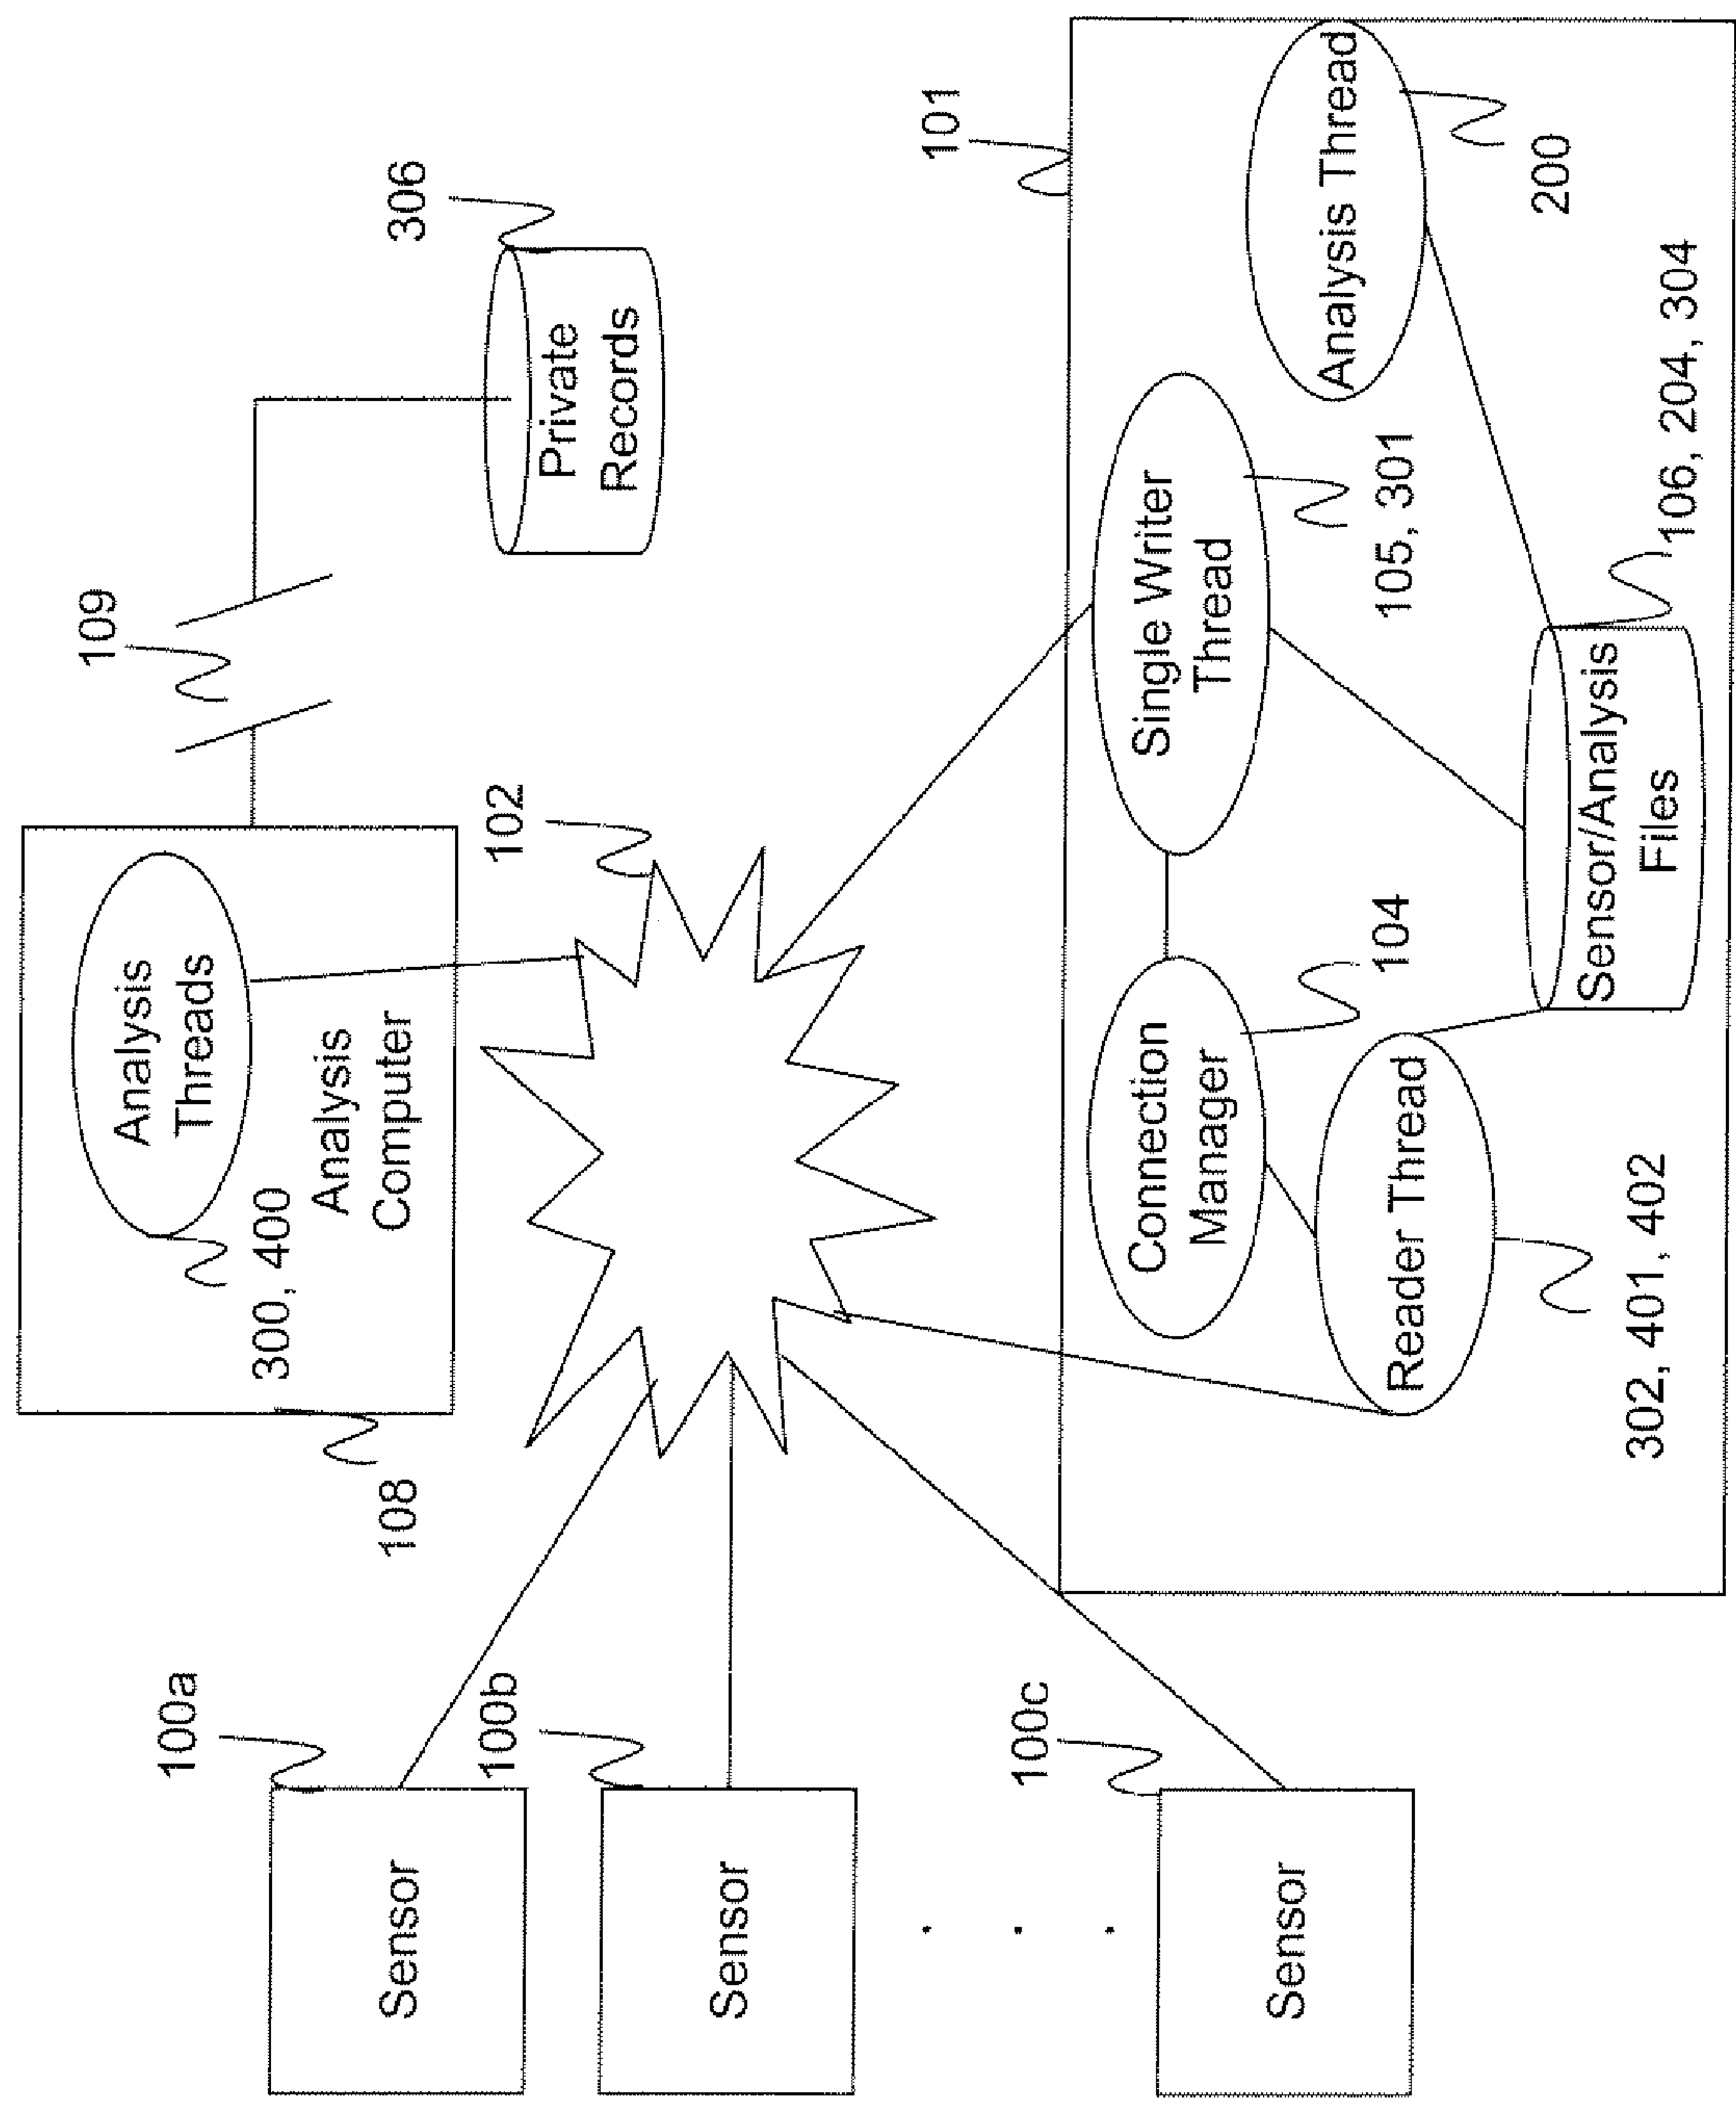 100a
Sensor
100b
Sensor
.
.
.
100c
Sensor
Analysis
Threads
300, 400
Analysis
Computer
108
109
306
Private
Records
102
101
Connection
Manager
104
Single Writer
Thread
105, 301
Analysis Thread
200
Reader Thread
302, 401, 402
Sensor/Analysis
Files
106, 204, 304